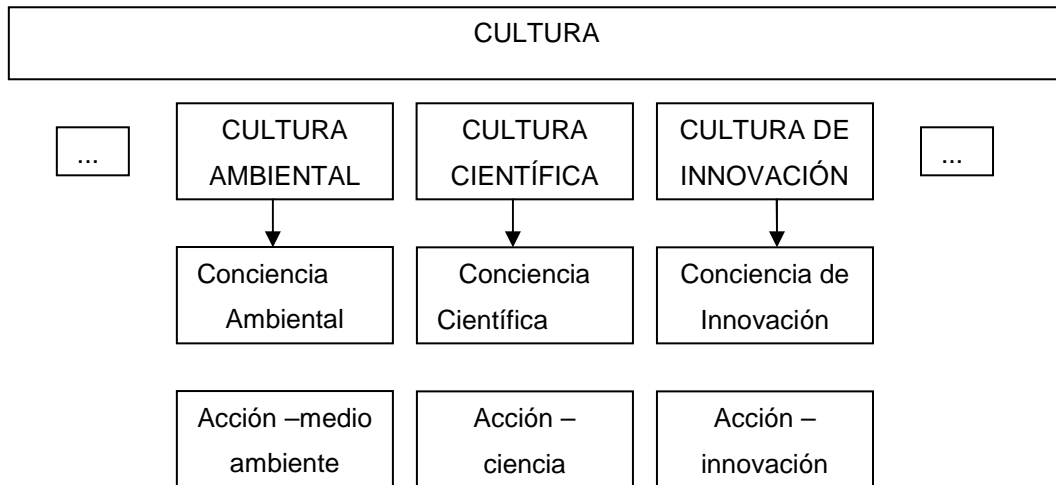 CULTURA
...
CULTURA
AMBIENTAL
CULTURA
CIENTÍFICA
CULTURA DE
INNOVACIÓN
...
Conciencia
Ambiental
Conciencia
Científica
Conciencia de
Innovación
Acción –medio
ambiente
Acción –
ciencia
Acción –
innovación